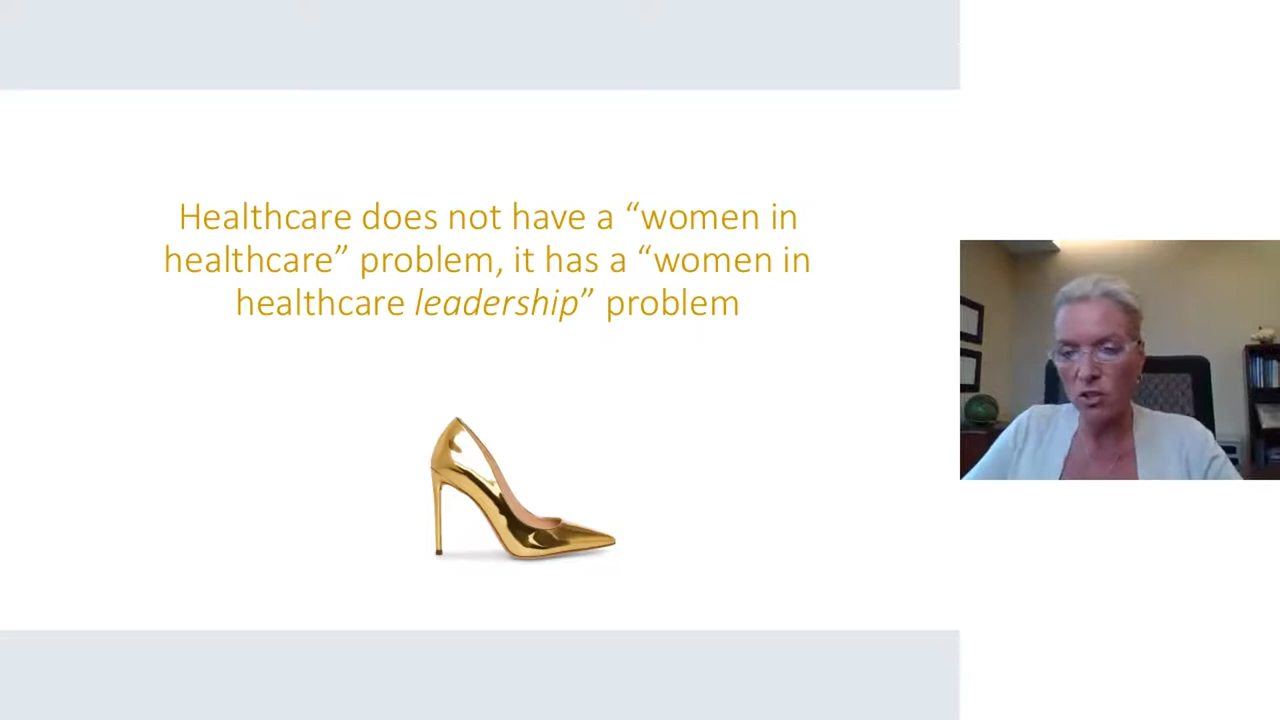 Healthcare does not have a “women in
healthcare” problem, it has a “women in
healthcare leadership” problem